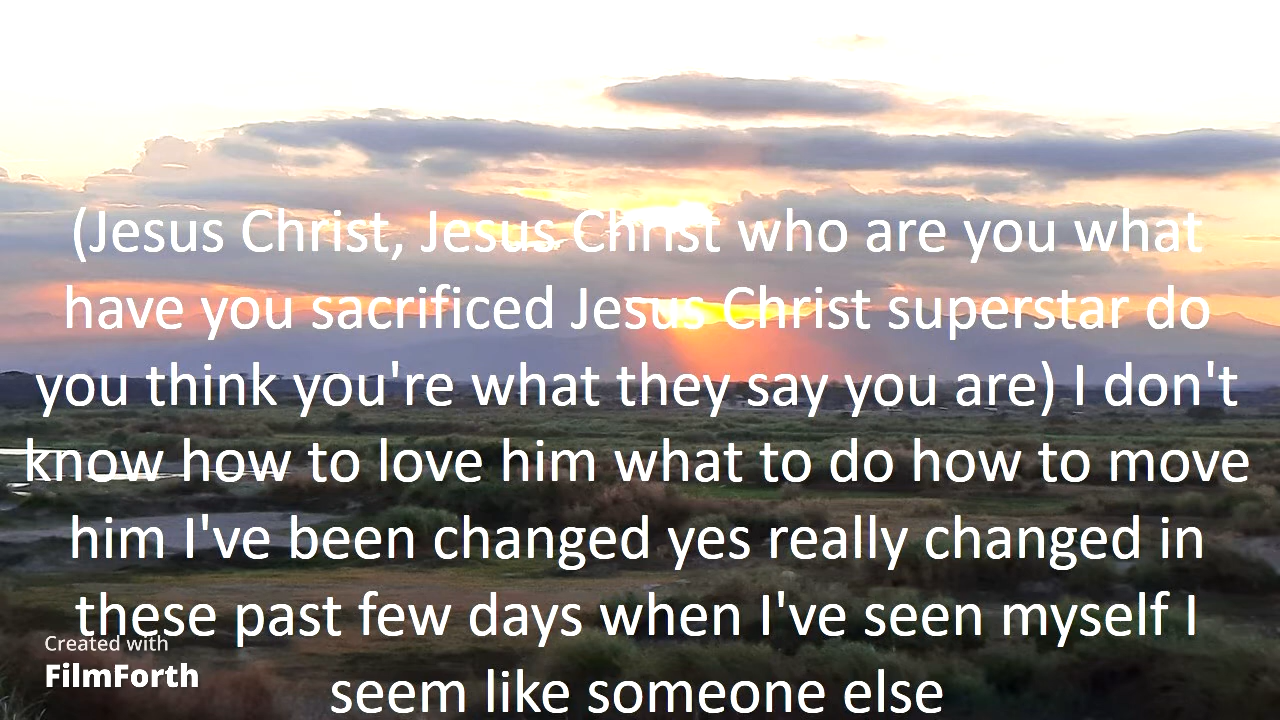 (Jesus Christ, Jesus Christ who are you what
have you sacrificed Jesus Christ superstar do
you think you're what they say you are) I don't
know how to love him what to do how to move
him I've been changed yes really changed in
these past few days when I've seen myself I
seem like someone else
Created with
FilmForth